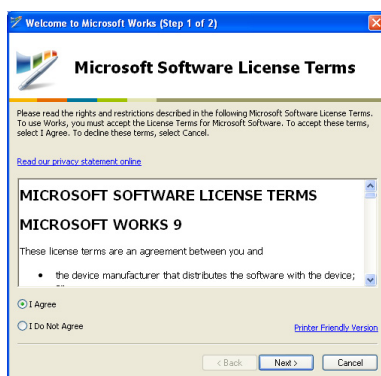 Welcome to Microsoft Works (Step 1 of 2)
Microsoft Software License Terms
Please read the rights and restrictions described in the following Microsoft Software License Terms.
To use Works, you must accept the License Terms for Microsoft Software. To accept these terms,
select I Agree. To decline these terms, select Cancel.
Read our privacy statement online
MICROSOFT SOFTWARE LICENSE TERMS
MICROSOFT WORKS 9
These license terms are an agreement between you and
• the device manufacturer that distributes the software with the device;
I Agree
I Do Not Agree
Printer Friendly Version
< Back Next > Cancel